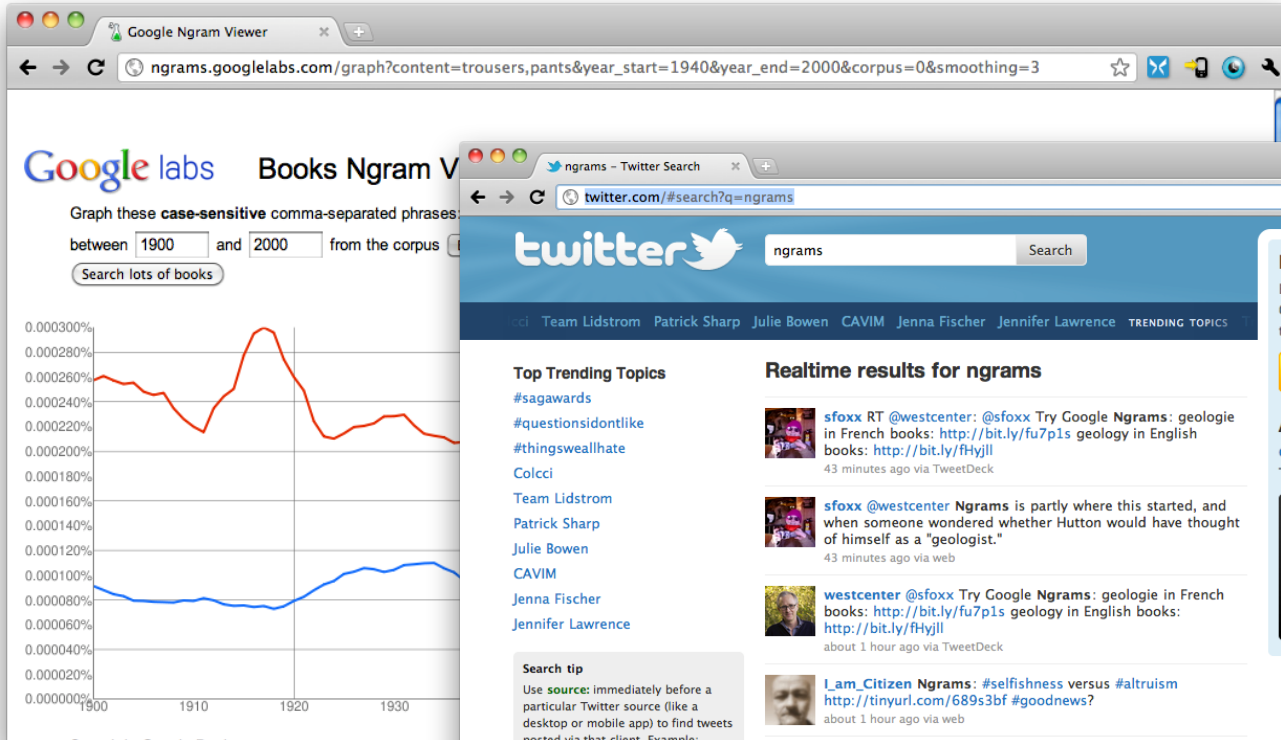 Google Ngram Viewer
ngrams.googlelabs.com/graph?content=trousers,pants&year_start=1940&year_end=2000&corpus=0&smoothing=3
Google labs
Books Ngram V
Graph these case-sensitive comma-separated phrases:
between 1900 and 2000 from the corpus
Search lots of books
0.000300%
0.000280%
0.000260%
0.000240%
0.000220%
0.000200%
0.000180%
0.000160%
0.000140%
0.000120%
0.000100%
0.000080%
0.000060%
0.000040%
0.000020%
0.000000%
1900 1910 1920 1930
ngrams – Twitter Search
twitter.com/#search?q=ngrams
twitter
ngrams
Search
cci Team Lidstrom Patrick Sharp Julie Bowen CAVIM Jenna Fischer Jennifer Lawrence TRENDING TOPICS
Top Trending Topics
#sagawards
#questionsidontlike
#thingsweallhate
Colcci
Team Lidstrom
Patrick Sharp
Julie Bowen
CAVIM
Jenna Fischer
Jennifer Lawrence
Search tip
Use source: immediately before a
particular Twitter source (like a
desktop or mobile app) to find tweets
posted via that client. Example:
Realtime results for ngrams
sfoxx RT @westcenter: @sfoxx Try Google Ngrams: geologie
in French books: http://bit.ly/fu7p1s geology in English
books: http://bit.ly/fHyjll
43 minutes ago via TweetDeck
sfoxx @westcenter Ngrams is partly where this started, and
when someone wondered whether Hutton would have thought
of himself as a "geologist."
43 minutes ago via web
westcenter @sfoxx Try Google Ngrams: geologie in French
books: http://bit.ly/fu7p1s geology in English books:
http://bit.ly/fHyjll
about 1 hour ago via TweetDeck
I_am_Citizen Ngrams: #selfishness versus #altruism
http://tinyurl.com/689s3bf #goodnews?
about 1 hour ago via web